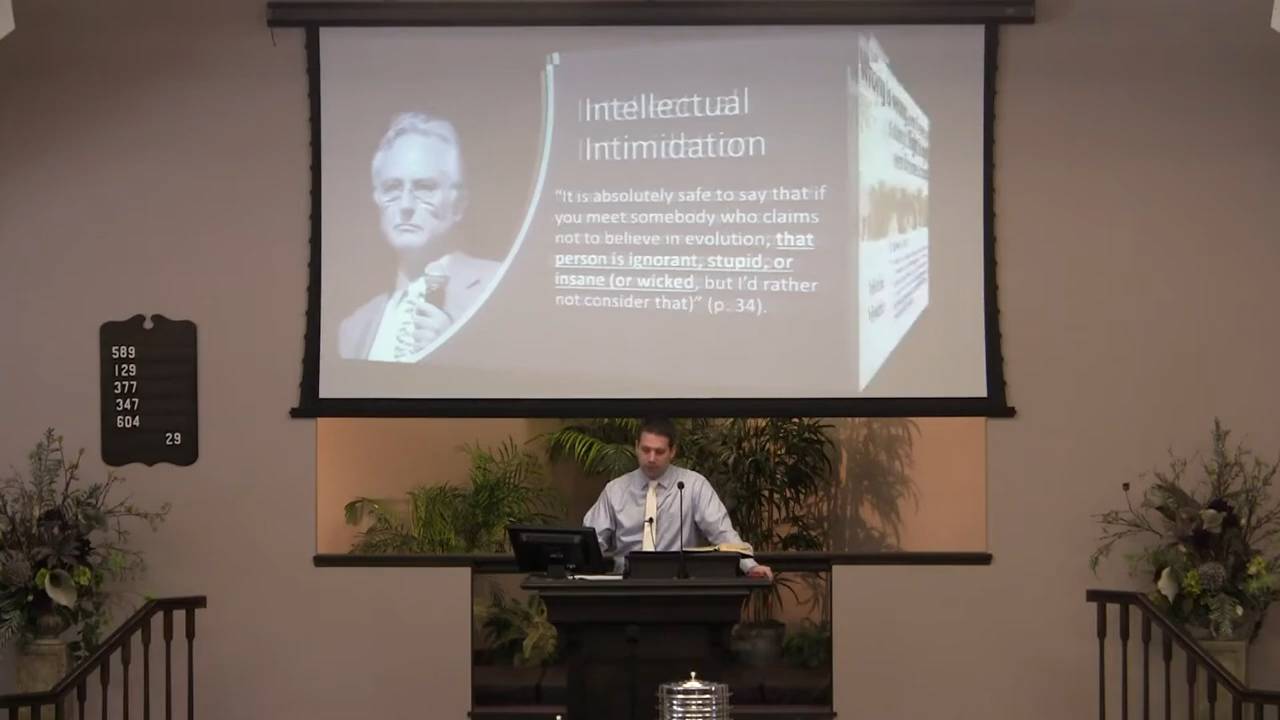 Intellectual
Intimidation
"It is absolutely safe to say that if
you meet somebody who claims
not to believe in evolution, that
person is ignorant, stupid, or
insane (or wicked, but I'd rather
not consider that)" (p. 34).
589
129
377
347
604
29